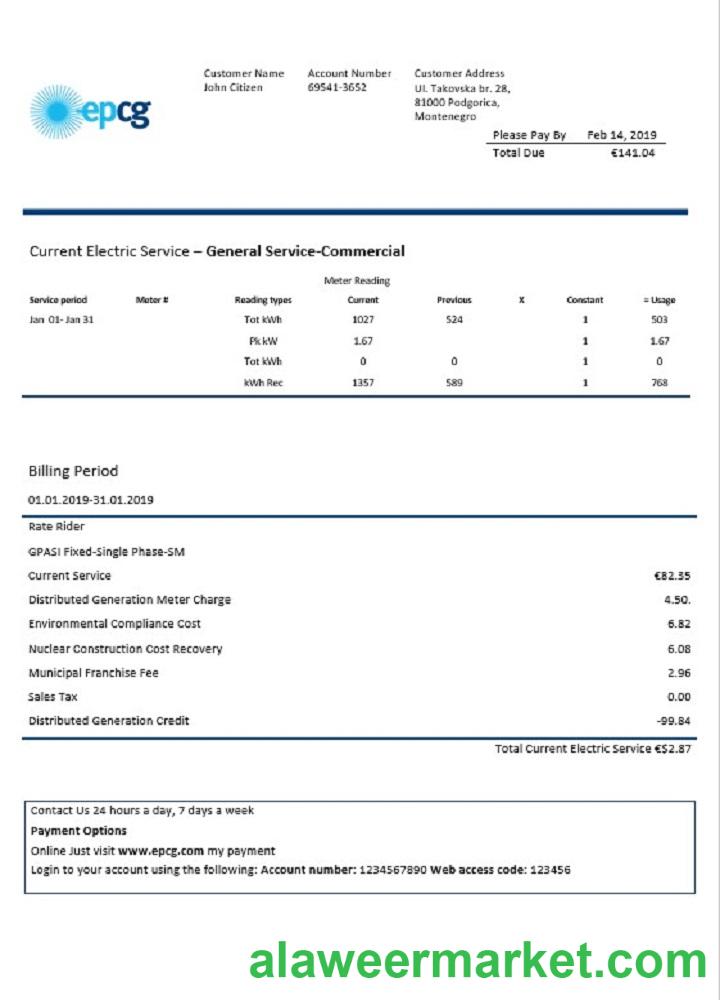 epcg
Customer Name Account Number Customer Address
John Citizen 69541-3652 Ul. Takovska br. 28,
81000 Podgorica,
Montenegro
Please Pay By Feb 14, 2019
Total Due €141.04
Current Electric Service – General Service-Commercial
Meter Reading
Service period Meter # Reading types Current Previous X Constant = Usage
Jan 01- Jan 31 Tot kWh 1027 524 1 503
Pk kW 1.67 1 1.67
Tot kWh 0 0 1 0
kWh Rec 1357 589 1 768
Billing Period
01.01.2019-31.01.2019
Rate Rider
GPASI Fixed-Single Phase-SM
Current Service €82.35
Distributed Generation Meter Charge 4.50.
Environmental Compliance Cost 6.82
Nuclear Construction Cost Recovery 6.08
Municipal Franchise Fee 2.96
Sales Tax 0.00
Distributed Generation Credit -99.84
Total Current Electric Service €52.87
Contact Us 24 hours a day, 7 days a week
Payment Options
Online Just visit www.epcg.com my payment
Login to your account using the following: Account number: 1234567890 Web access code: 123456
alaweermarket.com